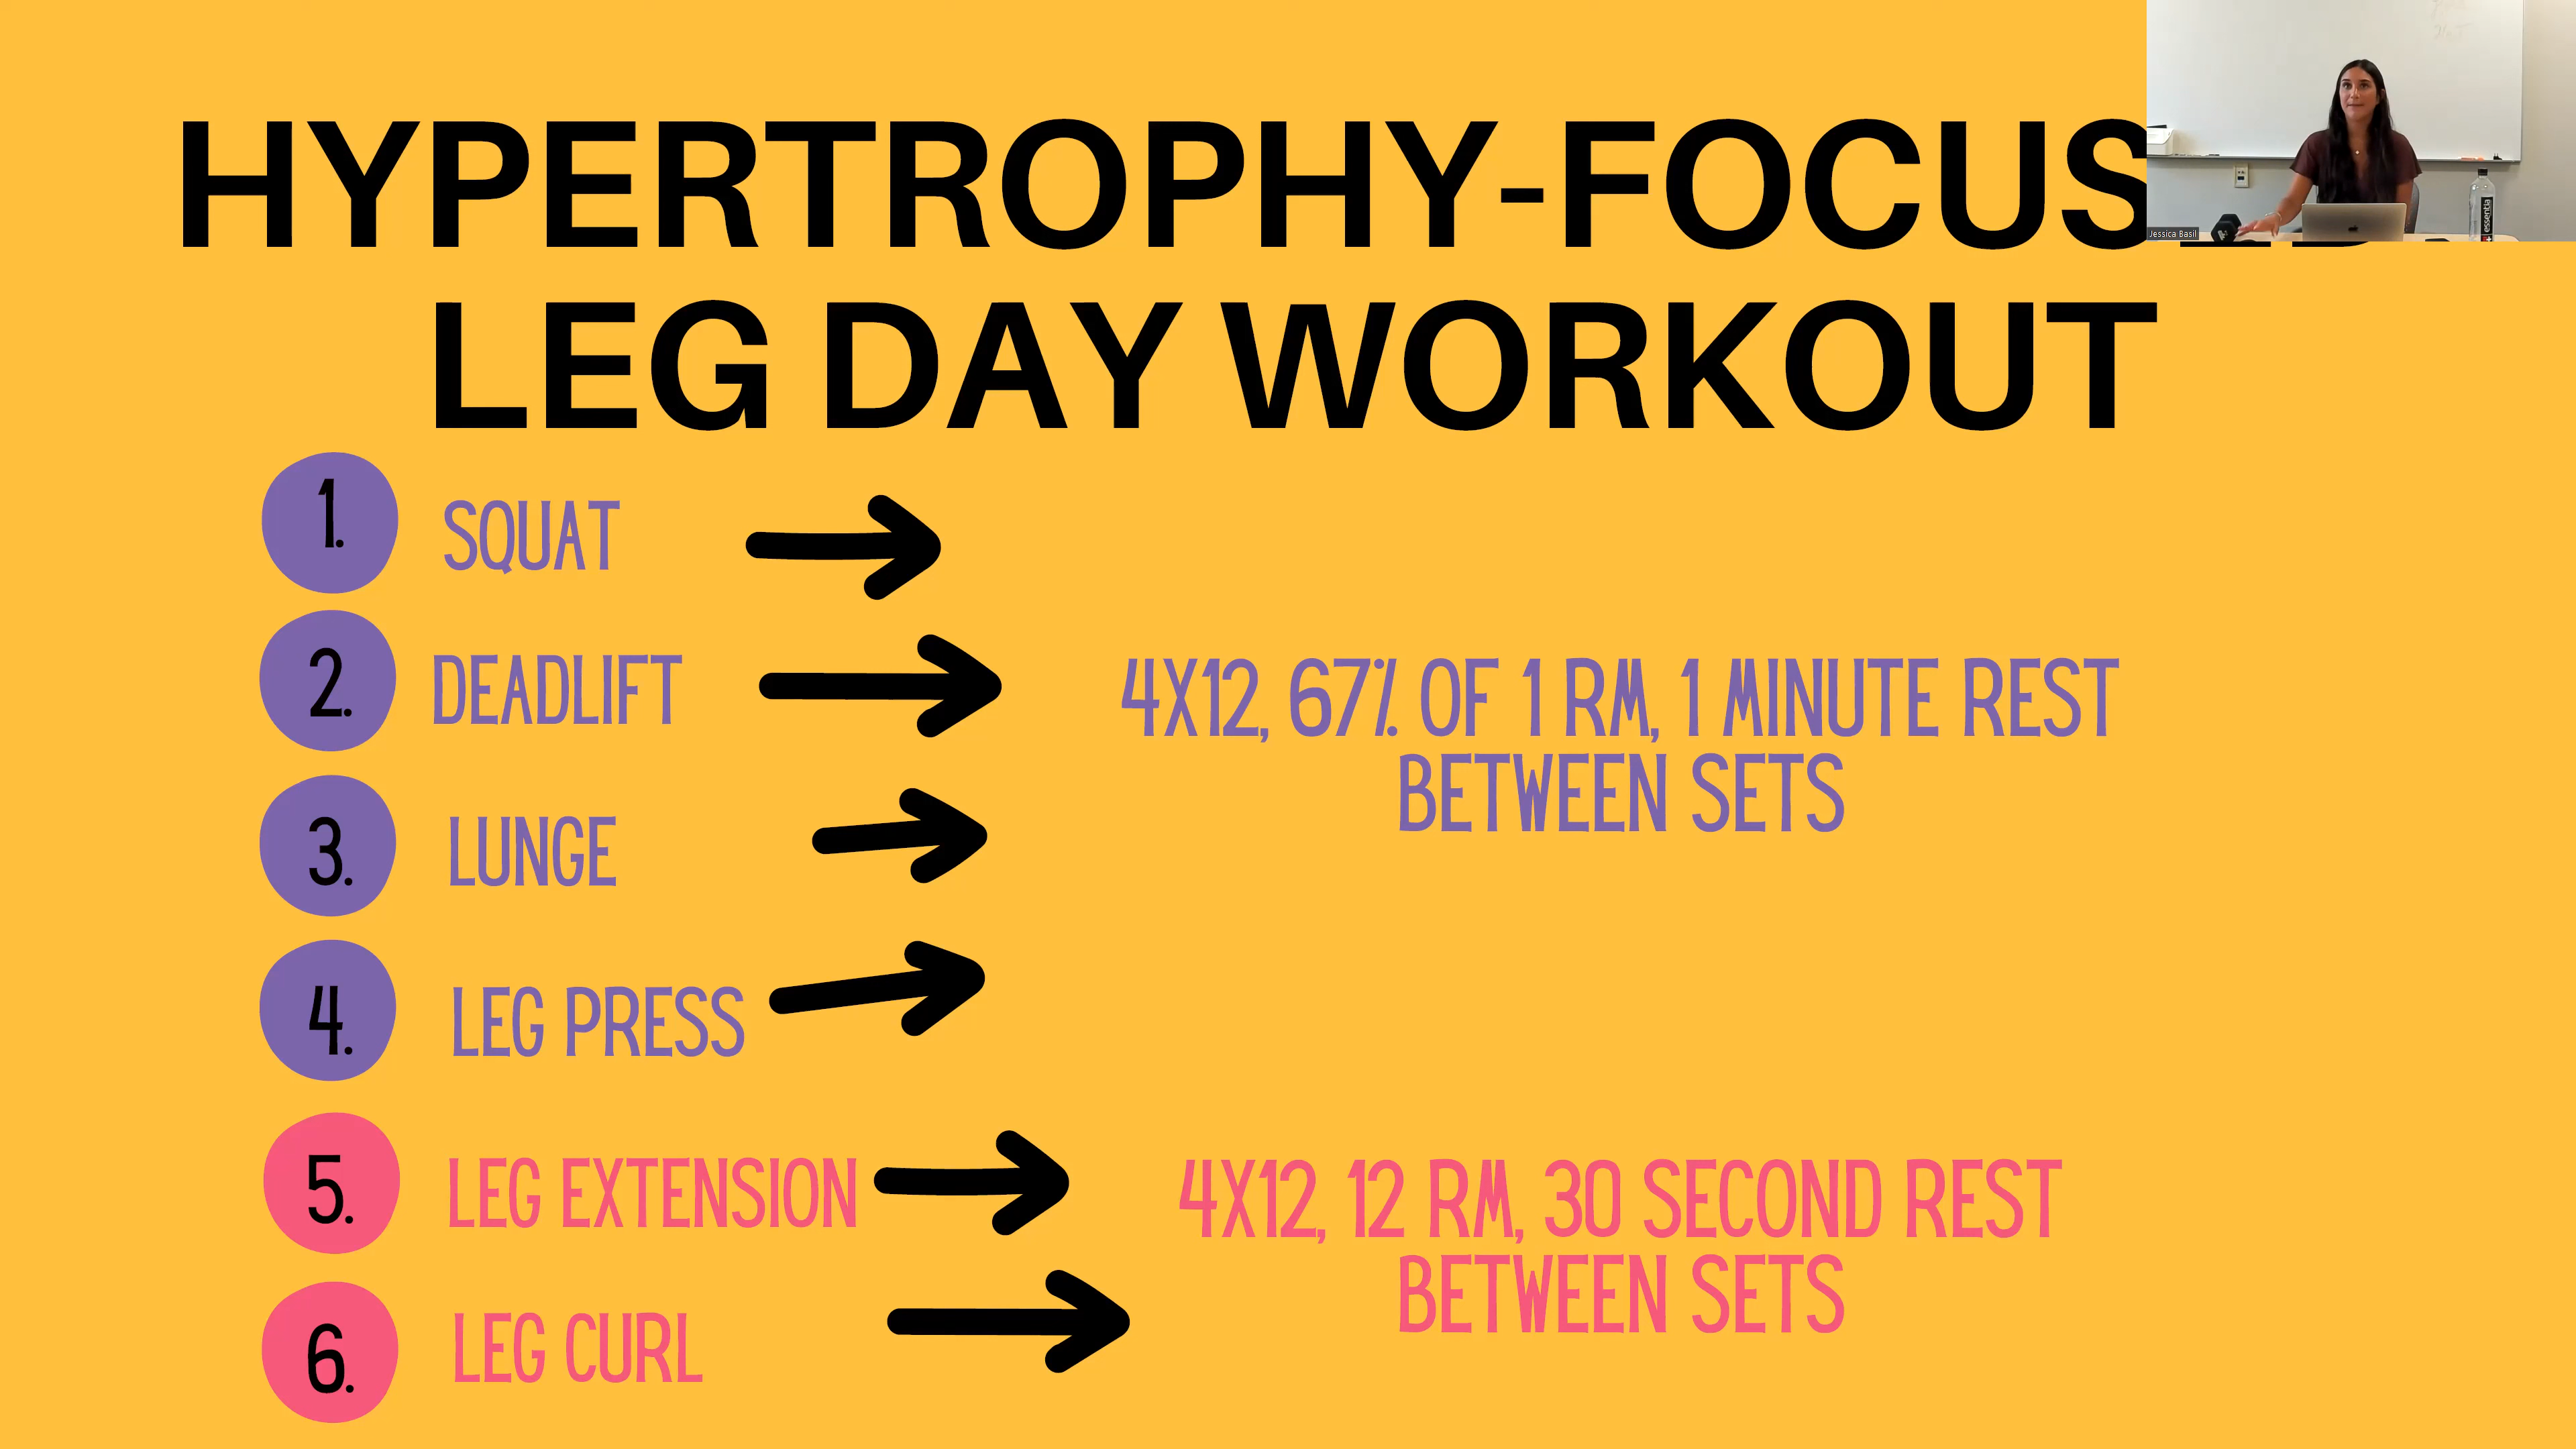 HYPERTROPHY-FOCUS
LEG DAY WORKOUT
1. SQUAT
2. DEADLIFT
3. LUNGE
4. LEG PRESS
4X12, 67% OF 1 RM, 1 MINUTE REST
BETWEEN SETS
5. LEG EXTENSION
6. LEG CURL
4X12, 12 RM, 30 SECOND REST
BETWEEN SETS
Jessica Basil
essentia